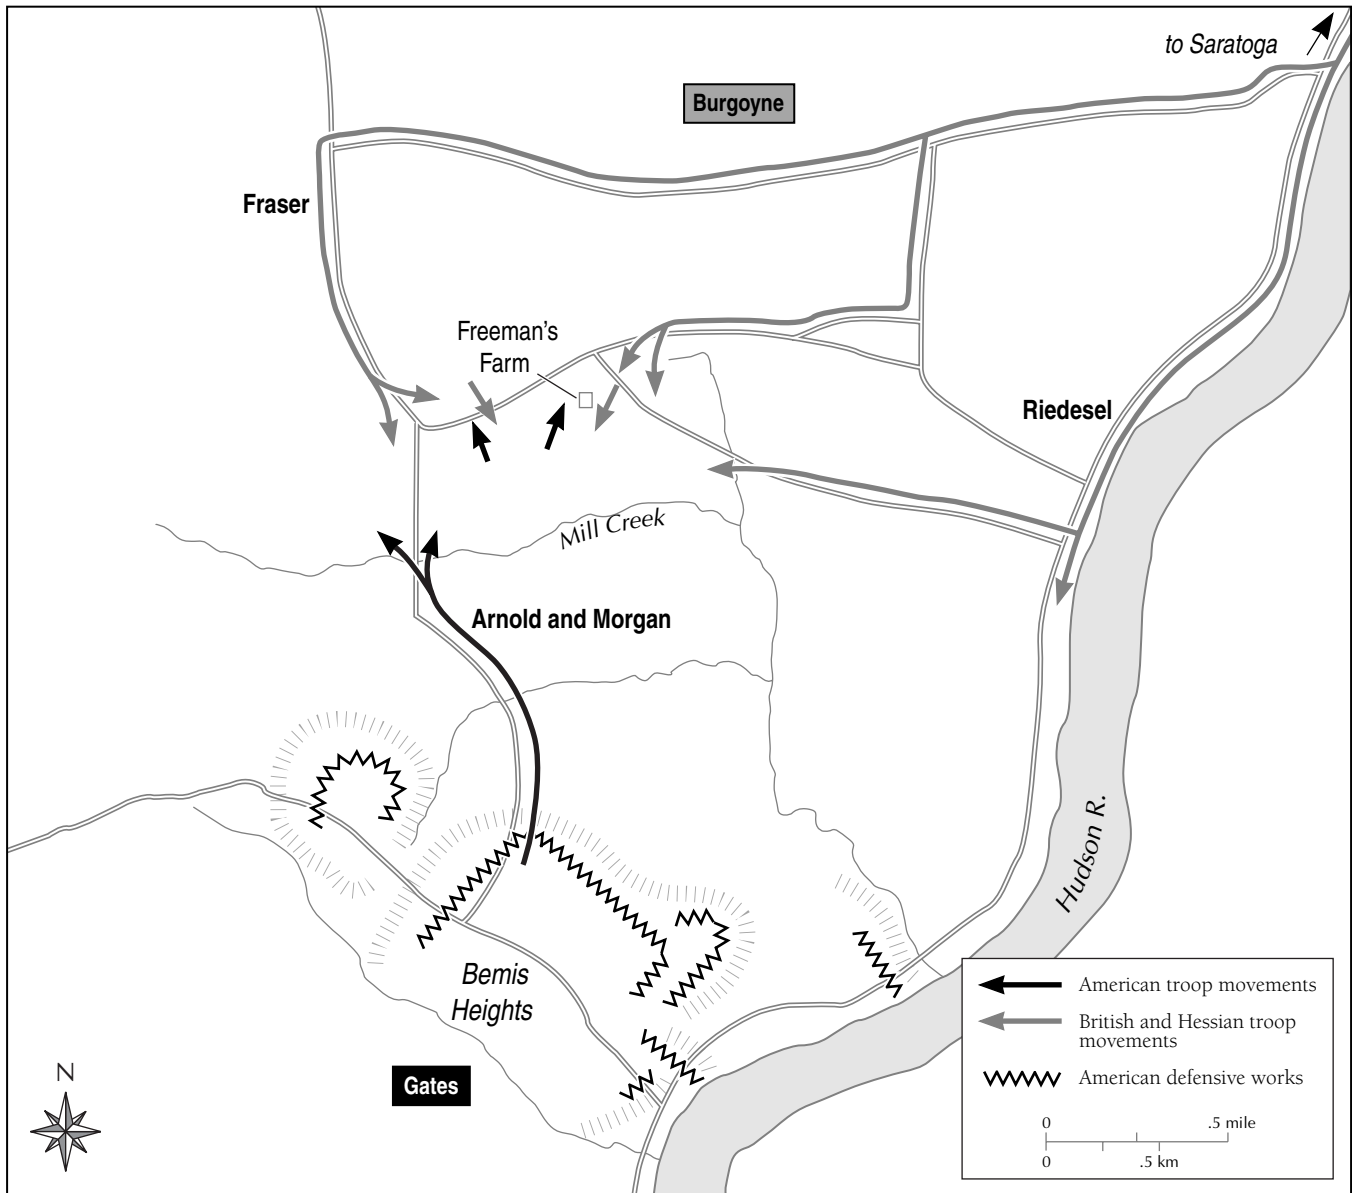 to Saratoga
Burgoyne
Fraser
Freeman’s
Farm
Riedesel
Mill Creek
Arnold and Morgan
Hudson R.
Bemis
Heights
Gates
N
American troop movements
British and Hessian troop
movements
American defensive works
0 .5 mile
0 .5 km